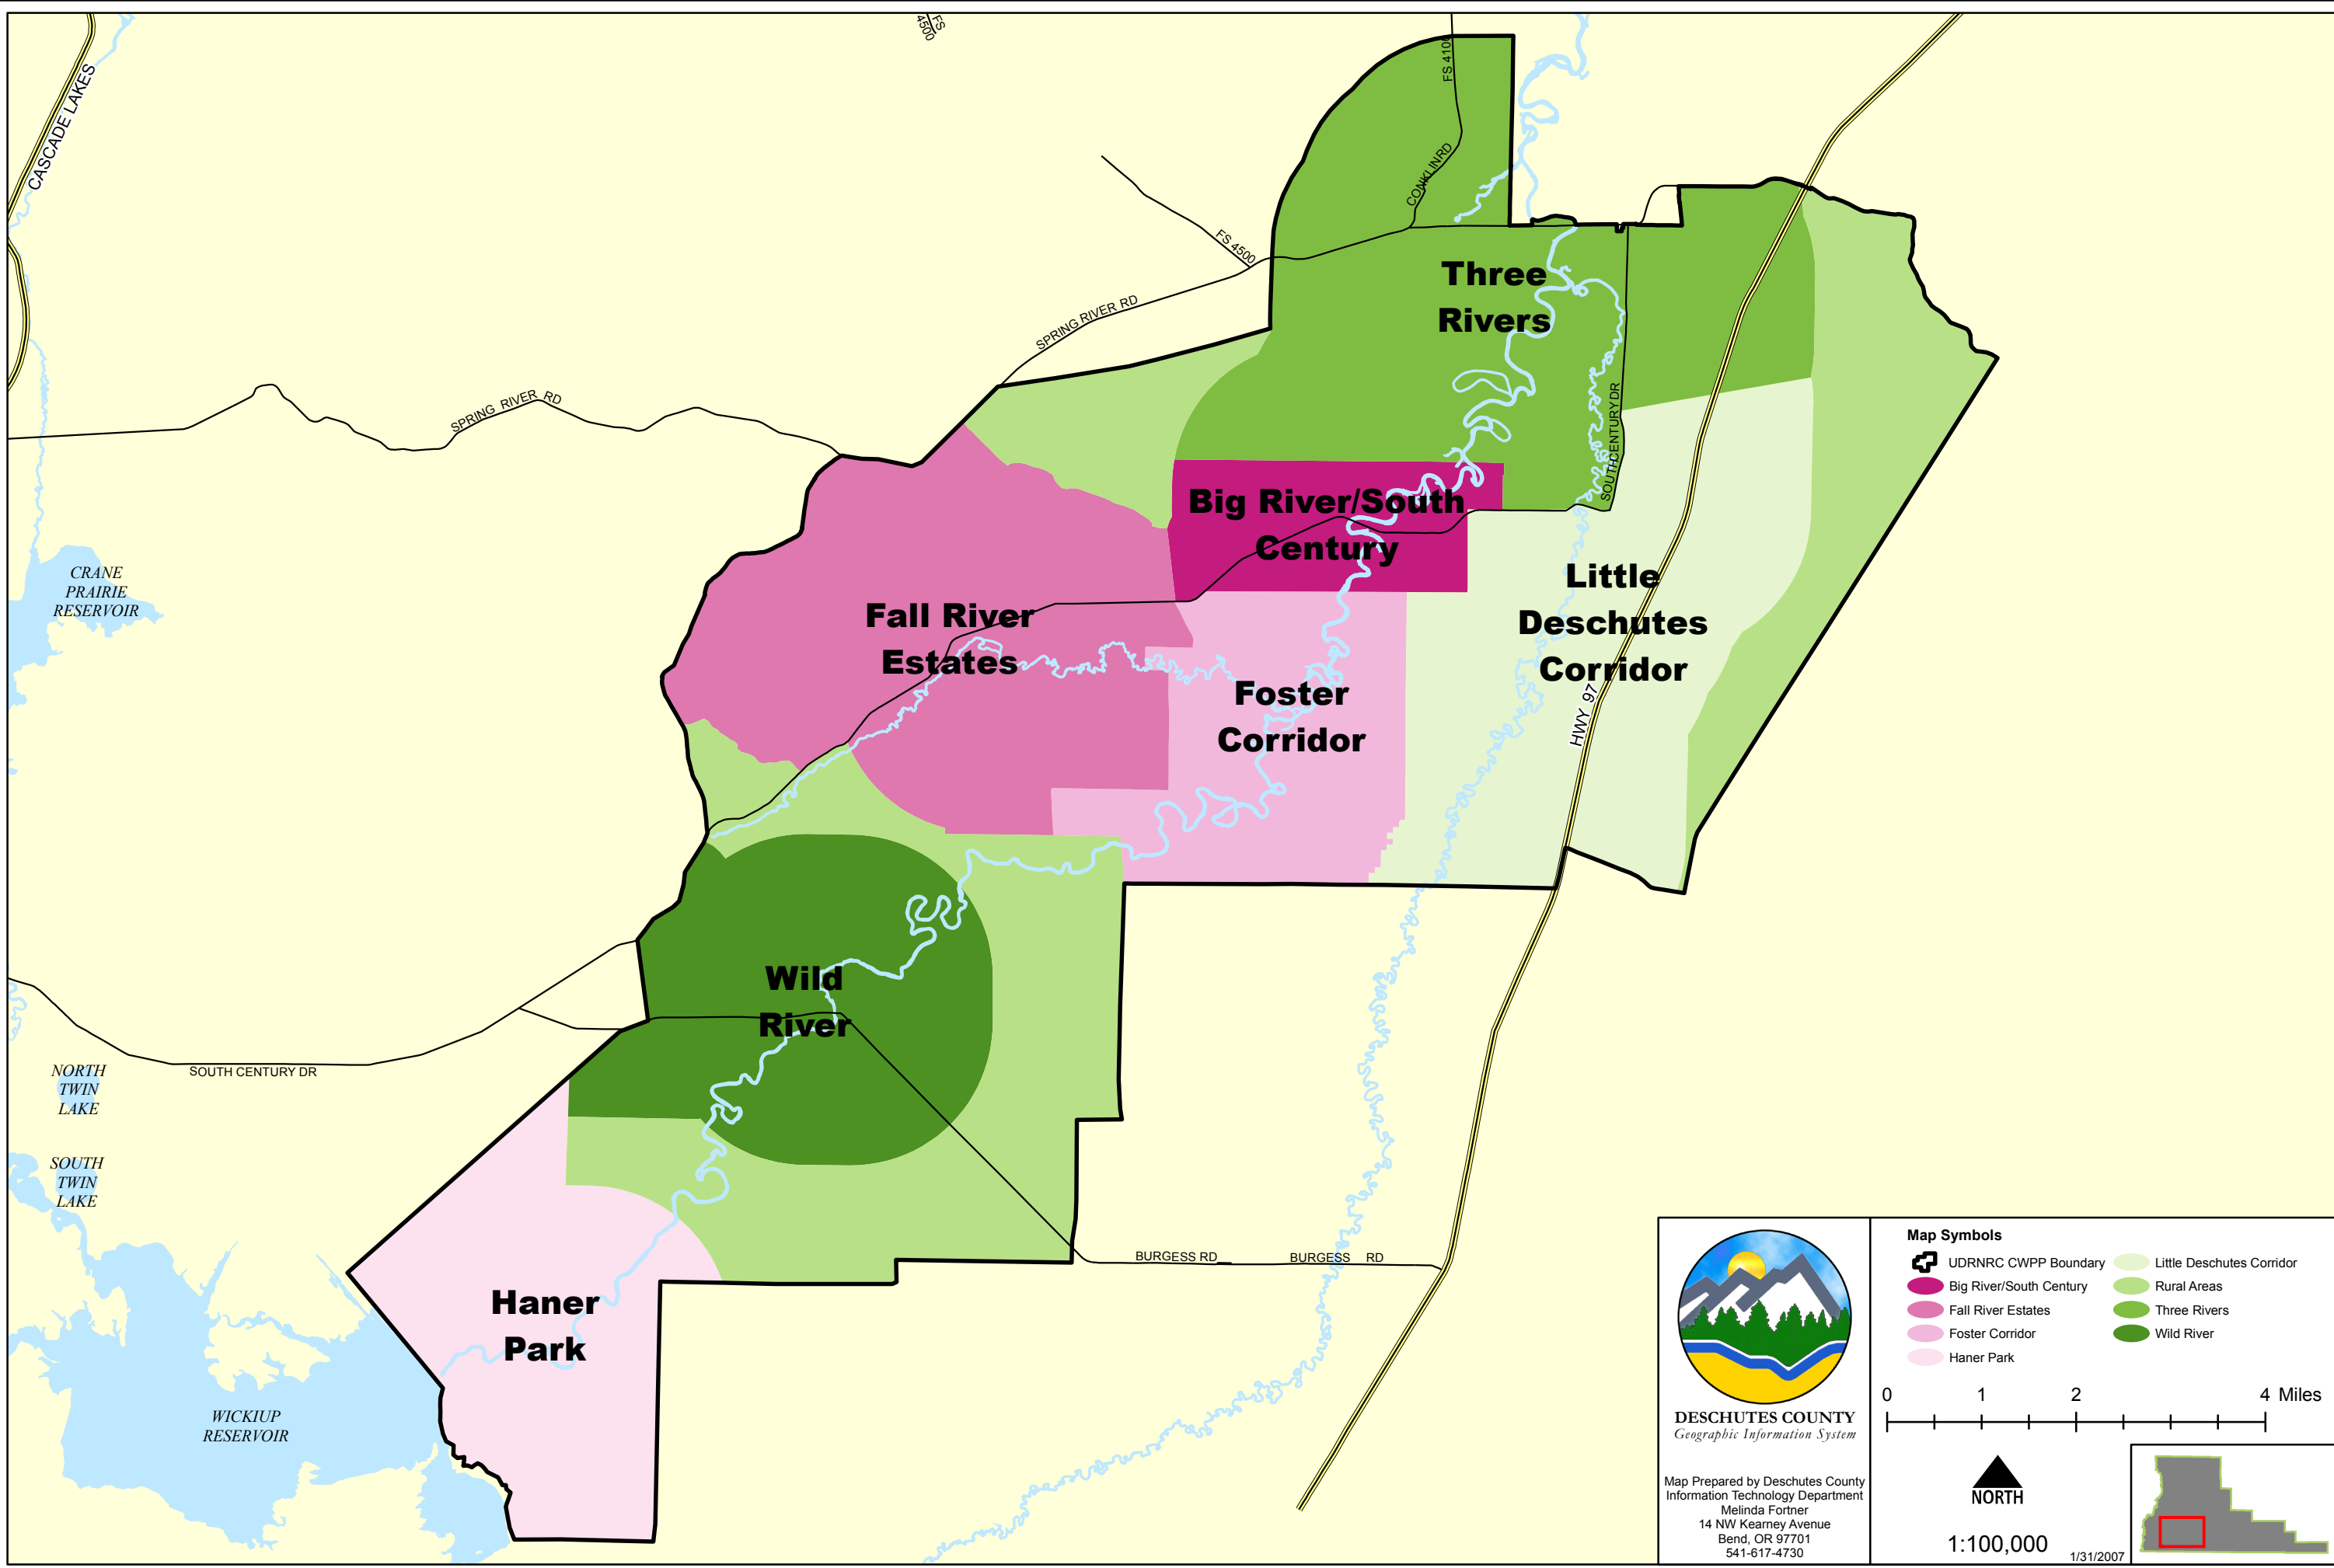 FS
4500
CASCADE LAKES
FS 4100
CONKLIN RD
FS 4500
SPRING RIVER RD
SPRING RIVER RD
Three
Rivers
SOUTH CENTURY DR
Big River/South
Century
CRANE
PRAIRIE
RESERVOIR
Fall River
Estates
Little
Deschutes
Corridor
Foster
Corridor
HWY 97
Wild
River
NORTH
TWIN
LAKE
SOUTH CENTURY DR
SOUTH
TWIN
LAKE
BURGESS RD
BURGESS RD
Haner
Park
WICKIUP
RESERVOIR
DESCHUTES COUNTY
Geographic Information System
Map Prepared by Deschutes County
Information Technology Department
Melinda Fortner
14 NW Kearney Avenue
Bend, OR 97701
541-617-4730
Map Symbols
UDRNRC CWPP Boundary
Big River/South Century
Fall River Estates
Foster Corridor
Haner Park
Little Deschutes Corridor
Rural Areas
Three Rivers
Wild River
0 1 2 4 Miles
NORTH
1:100,000
1/31/2007